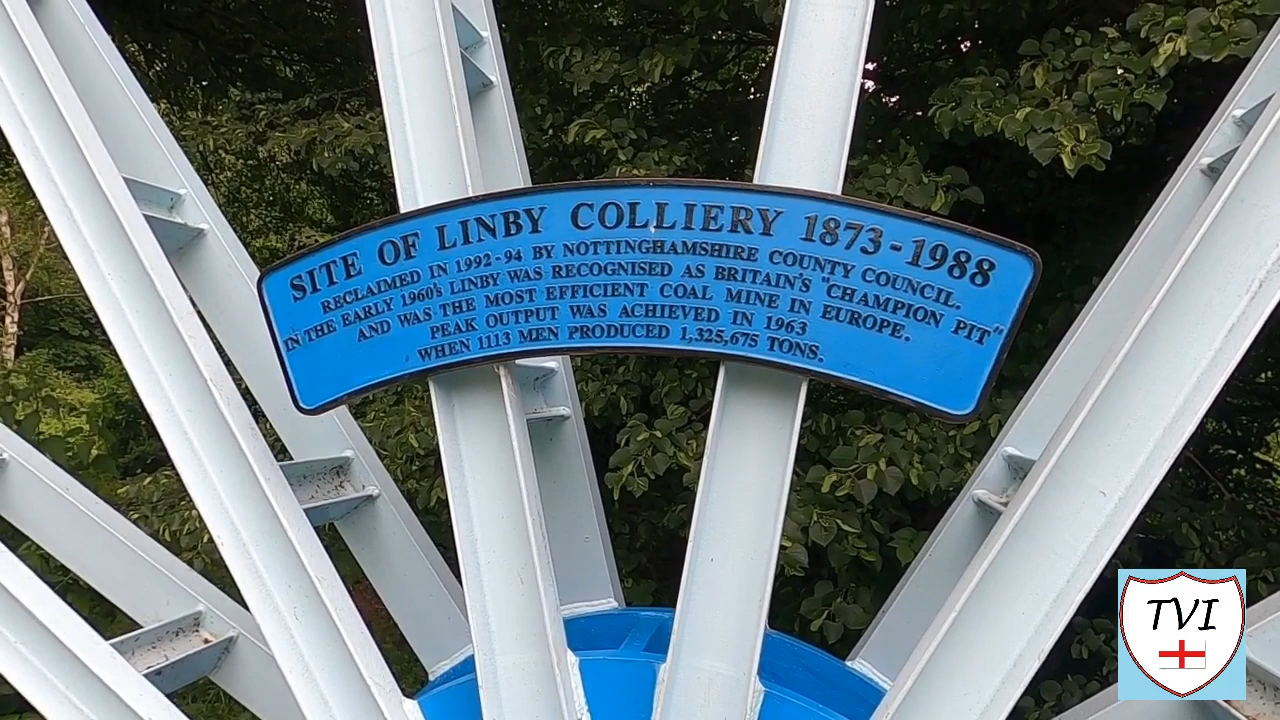 SITE OF LINBY COLLIERY 1873-1988
RECLAIMED IN 1992-94 BY NOTTINGHAMSHIRE COUNTY COUNCIL.
IN THE EARLY 1960's LINBY WAS RECOGNISED AS BRITAIN'S "CHAMPION PIT"
AND WAS THE MOST EFFICIENT COAL MINE IN EUROPE.
PEAK OUTPUT WAS ACHIEVED IN 1963
WHEN 1113 MEN PRODUCED 1,325,675 TONS.
TVI